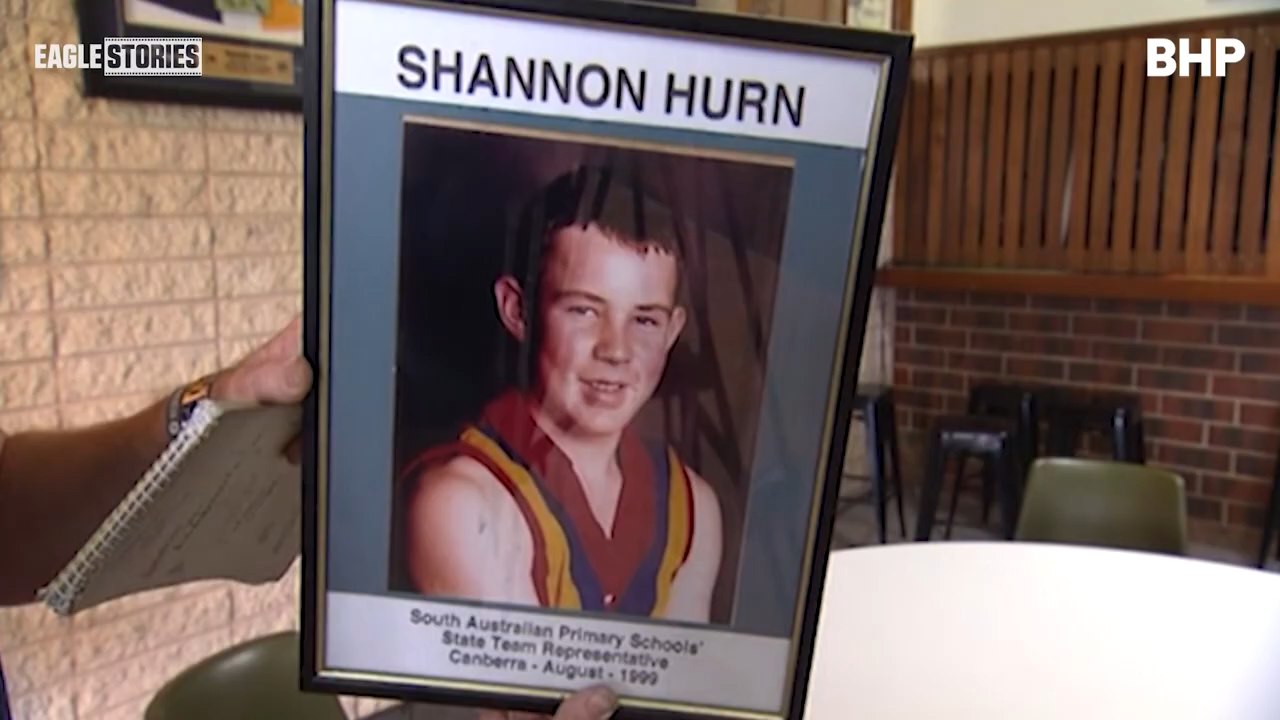 EAGLE STORIES
BHP
SHANNON HURN
South Australian Primary Schools'
State Team Representative
Canberra - August - 1999